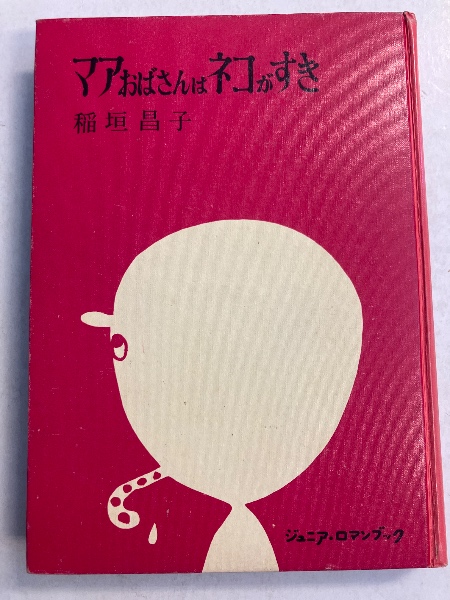 マアおばさんはネコがすき
稲垣昌子
ジュニア・ロマンブック